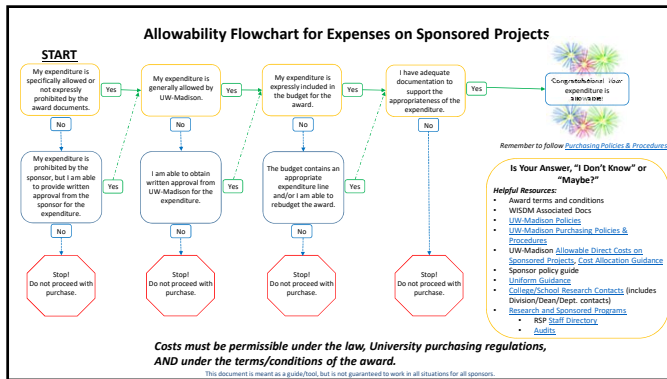 Allowability Flowchart for Expenses on Sponsored Projects
START
My expenditure is
specifically allowed or
not expressly
prohibited by the
award documents.
Yes
My expenditure is
generally allowed by
UW-Madison.
Yes
My expenditure is
expressly included in
the budget for the
award.
Yes
I have adequate
documentation to
support the
appropriateness of the
expenditure.
Yes
Congratulations! Your
expenditure is
allowable!
No
No
No
No
Remember to follow Purchasing Policies & Procedures
My expenditure is
prohibited by the
sponsor, but I am able
to provide written
approval from the
sponsor for the
expenditure.
Yes
I am able to obtain
written approval from
UW-Madison for the
expenditure.
Yes
The budget contains an
appropriate
expenditure line
and/or I am able to
rebudget the award.
Yes
No
No
No
Stop!
Do not proceed with
purchase.
Stop!
Do not proceed with
purchase.
Stop!
Do not proceed with
purchase.
Stop!
Do not proceed with
purchase.
Is Your Answer, "I Don't Know" or
"Maybe?"
Helpful Resources:
• Award terms and conditions
• WISDM Associated Docs
• UW-Madison Policies
• UW-Madison Purchasing Policies &
Procedures
• UW-Madison Allowable Direct Costs on
Sponsored Projects, Cost Allocation Guidance
• Sponsor policy guide
• Uniform Guidance
• College/School Research Contacts (includes
Division/Dean/Dept. contacts)
• Research and Sponsored Programs
• RSP Staff Directory
• Audits
Costs must be permissible under the law, University purchasing regulations,
AND under the terms/conditions of the award.
This document is meant as a guide/tool, but is not guaranteed to work in all situations for all sponsors.